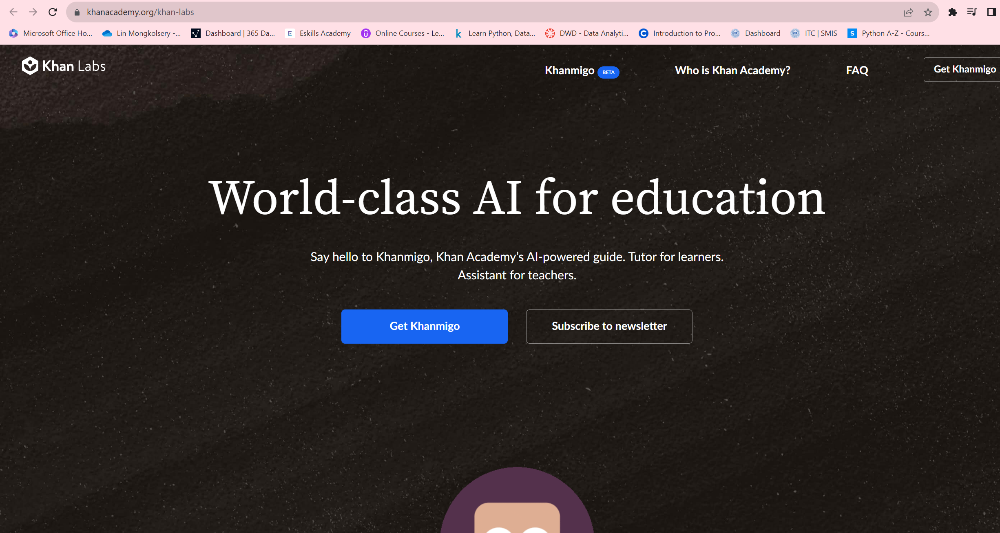 khanacademy.org/khan-labs
Microsoft Office Ho...
Lin Mongkolsery -...
Dashboard | 365 Da...
E
Eskills Academy
Online Courses - Le...
k
Learn Python, Data...
DWD - Data Analyti...
C
Introduction to Pro...
Dashboard
ITC | SMIS
S
Python A-Z - Cours...
Khan Labs
Khanmigo BETA
Who is Khan Academy?
FAQ
Get Khanmigo
World-class AI for education
Say hello to Khanmigo, Khan Academy’s AI-powered guide. Tutor for learners.
Assistant for teachers.
Get Khanmigo
Subscribe to newsletter